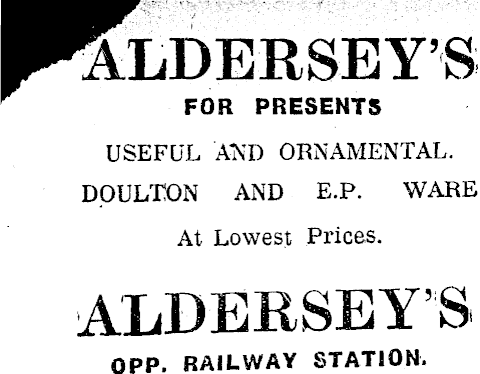 ALDERSEY'S
FOR PRESENTS
USEFUL AND ORNAMENTAL.
DOULTON AND E.P. WARE
At Lowest Prices.
ALDERSEY'S
OPP. RAILWAY STATION.